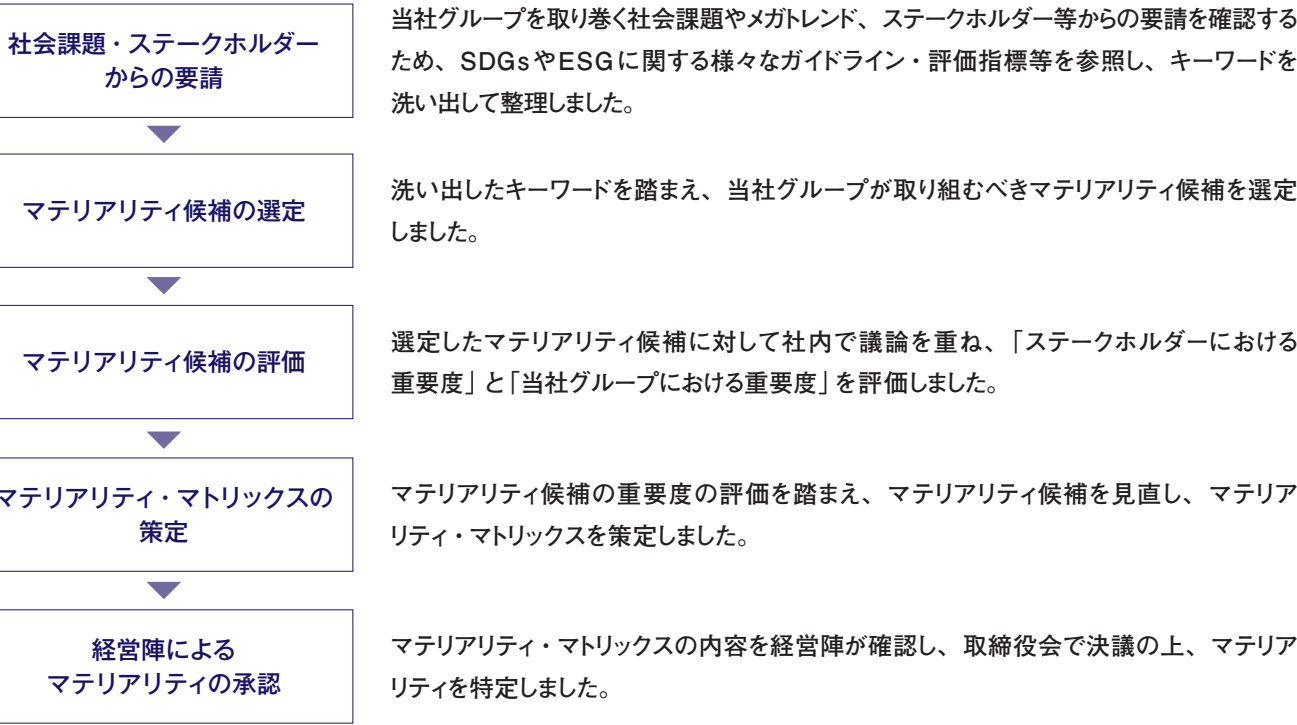 社会課題・ステークホルダー
からの要請
当社グループを取り巻く社会課題やメガトレンド、ステークホルダー等からの要請を確認する
ため、SDGsやESGに関する様々なガイドライン・評価指標等を参照し、キーワードを
洗い出して整理しました。
マテリアリティ候補の選定
洗い出したキーワードを踏まえ、当社グループが取り組むべきマテリアリティ候補を選定
しました。
マテリアリティ候補の評価
選定したマテリアリティ候補に対して社内で議論を重ね、「ステークホルダーにおける
重要度」と「当社グループにおける重要度」を評価しました。
マテリアリティ・マトリックスの
策定
マテリアリティ候補の重要度の評価を踏まえ、マテリアリティ候補を見直し、マテリア
リティ・マトリックスを策定しました。
経営陣による
マテリアリティの承認
マテリアリティ・マトリックスの内容を経営陣が確認し、取締役会で決議の上、マテリア
リティを特定しました。